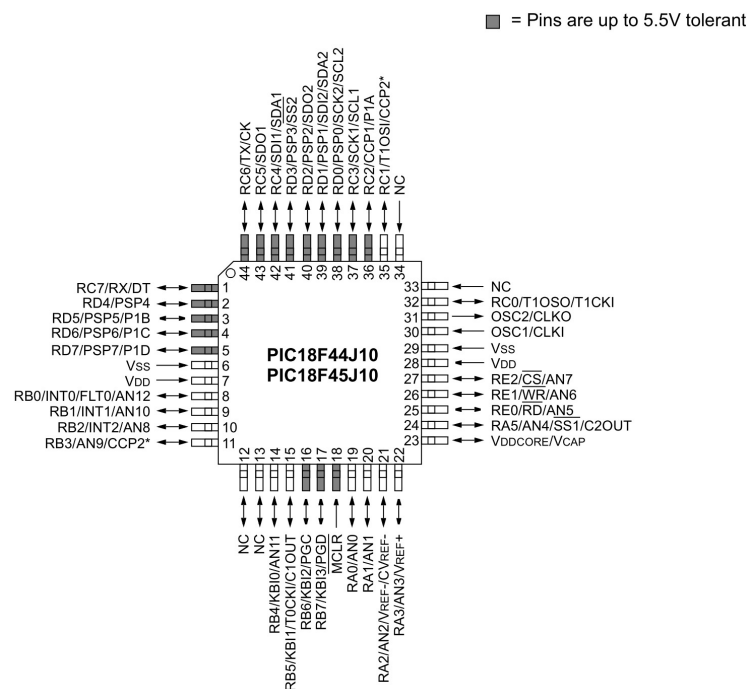 = Pins are up to 5.5V tolerant
RC6/TX/CK
RC5/SDO1
RC4/SDI1/SDA1
RD3/PSP3/SS2
RD2/PSP2/SDO2
RD1/PSP1/SDI2/SDA2
RD0/PSP0/SCK2/SCL2
RC3/SCK1/SCL1
RC2/CCP1/P1A
RC1/T1OSI/CCP2*
NC
44
43
42
41
40
39
38
37
36
35
34
RC7/RX/DT 1
RD4/PSP4 2
RD5/PSP5/P1B 3
RD6/PSP6/P1C 4
RD7/PSP7/P1D 5
VSS 6
VDD 7
RB0/INT0/FLT0/AN12 8
RB1/INT1/AN10 9
RB2/INT2/AN8 10
RB3/AN9/CCP2* 11
PIC18F44J10
PIC18F45J10
33 NC
32 RC0/T1OSO/T1CKI
31 OSC2/CLKO
30 OSC1/CLKI
29 VSS
28 VDD
27 RE2/CS/AN7
26 RE1/WR/AN6
25 RE0/RD/AN5
24 RA5/AN4/SS1/C2OUT
23 VDDCORE/VCAP
12
13
14
15
16
17
18
19
20
21
22
NC
NC
RB4/KBI0/AN11
RB5/KBI1/T0CKI/C1OUT
RB6/KBI2/PGC
RB7/KBI3/PGD
MCLR
RA0/AN0
RA1/AN1
RA2/AN2/VREF-/CVREF-
RA3/AN3/VREF+